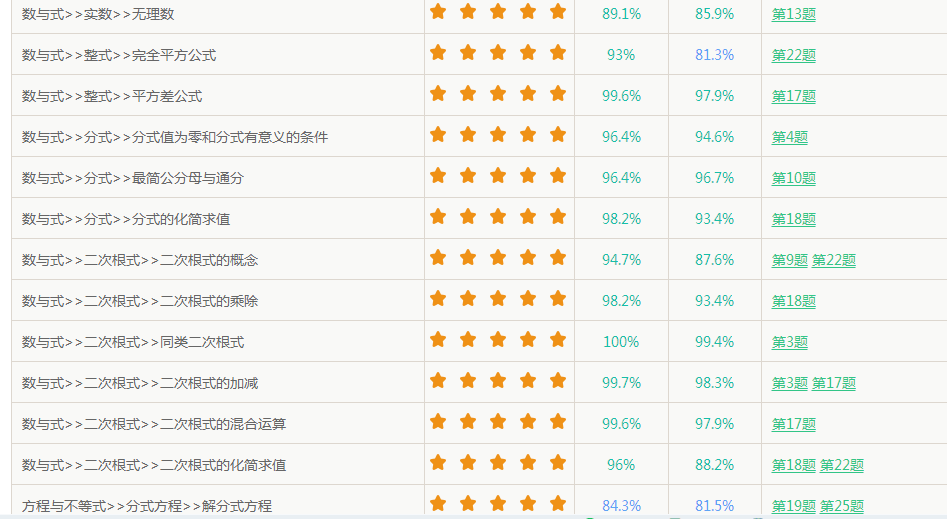 数与式>>实数>>无理数 89.1% 85.9% 第13题
数与式>>整式>>完全平方公式 93% 81.3% 第22题
数与式>>整式>>平方差公式 99.6% 97.9% 第17题
数与式>>分式>>分式值为零和分式有意义的条件 96.4% 94.6% 第4题
数与式>>分式>>最简公分母与通分 96.4% 96.7% 第10题
数与式>>分式>>分式的化简求值 98.2% 93.4% 第18题
数与式>>二次根式>>二次根式的概念 94.7% 87.6% 第9题 第22题
数与式>>二次根式>>二次根式的乘除 98.2% 93.4% 第18题
数与式>>二次根式>>同类二次根式 100% 99.4% 第3题
数与式>>二次根式>>二次根式的加减 99.7% 98.3% 第3题 第17题
数与式>>二次根式>>二次根式的混合运算 99.6% 97.9% 第17题
数与式>>二次根式>>二次根式的化简求值 96% 88.2% 第18题 第22题
方程与不等式>>分式方程>>解分式方程 84.3% 81.5% 第19题 第25题